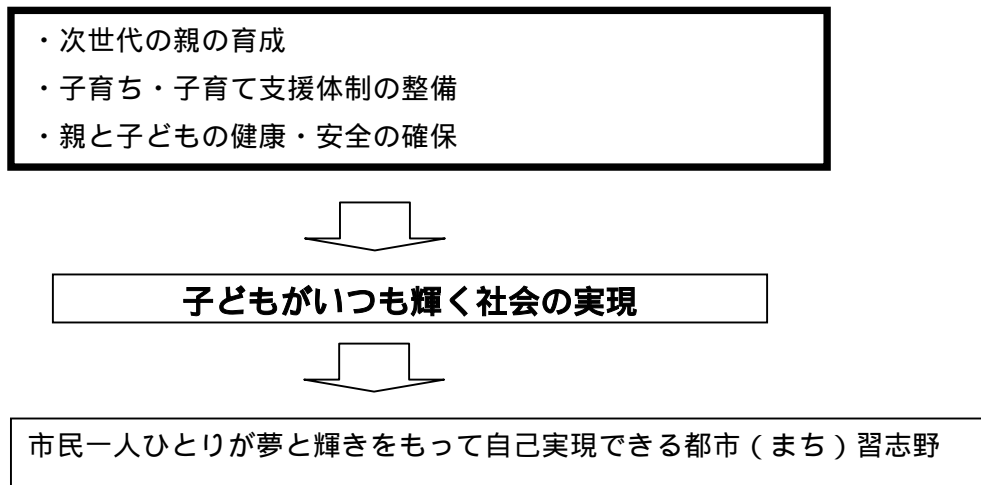 ・次世代の親の育成
・子育ち・子育て支援体制の整備
・親と子どもの健康・安全の確保
子どもがいつも輝く社会の実現
市民一人ひとりが夢と輝きをもって自己実現できる都市（まち）習志野